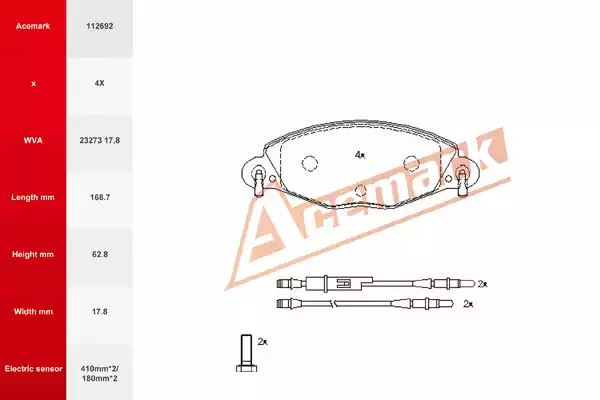 Acemark 112692
x 4X
WVA 23273 17,8
Length mm 168.7
Height mm 62.8
Width mm 17.8
Electric sensor 410mm*2/
180mm*2
4x
Acemark
2x
2x
2x